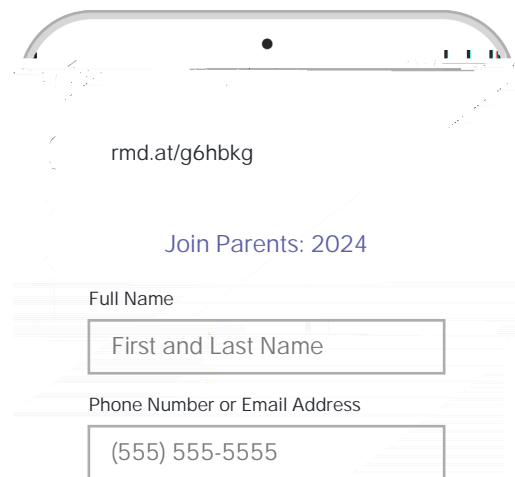 rmd.at/g6hbkg
Join Parents: 2024
Full Name
First and Last Name
Phone Number or Email Address
(555) 555-5555